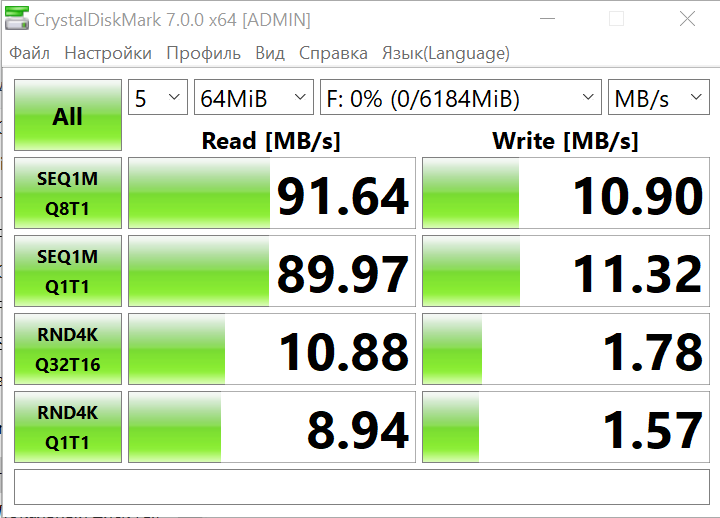 CrystalDiskMark 7.0.0 x64 [ADMIN]
Файл Настройки Профиль Вид Справка Язык(Language)
All 5 64MiB F: 0% (0/6184MiB) MB/s
Read [MB/s] Write [MB/s]
SEQ1M
Q8T1 91.64 10.90
SEQ1M
Q1T1 89.97 11.32
RND4K
Q32T16 10.88 1.78
RND4K
Q1T1 8.94 1.57